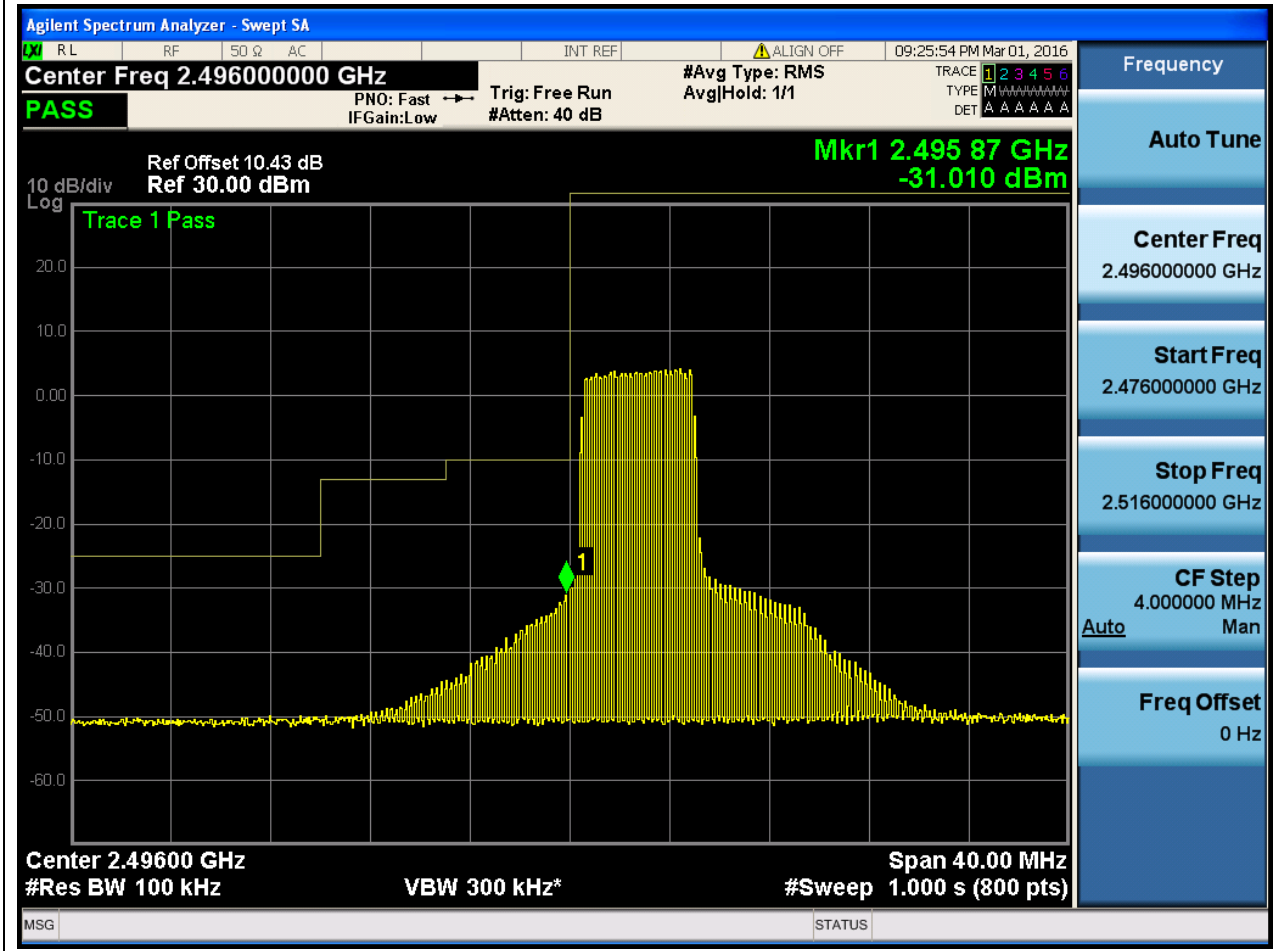 Agilent Spectrum Analyzer - Swept SA
LXI RL RF 50 Ω AC INT REF ALIGN OFF 09:25:54 PM Mar 01, 2016
Center Freq 2.496000000 GHz
PASS
PNO: Fast
IFGain:Low
Trig: Free Run
#Atten: 40 dB
#Avg Type: RMS
Avg|Hold: 1/1
TRACE 1 2 3 4 5 6
TYPE M
DET A A A A A A
Mkr1 2.495 87 GHz
-31.010 dBm
Ref Offset 10.43 dB
10 dB/div Ref 30.00 dBm
Log
Trace 1 Pass
20.0
10.0
0.00
-10.0
-20.0
-30.0
-40.0
-50.0
-60.0
1
Center 2.49600 GHz Span 40.00 MHz
#Res BW 100 kHz VBW 300 kHz* #Sweep 1.000 s (800 pts)
MSG STATUS
Frequency
Auto Tune
Center Freq
2.496000000 GHz
Start Freq
2.476000000 GHz
Stop Freq
2.516000000 GHz
CF Step
4.000000 MHz
Auto Man
Freq Offset
0 Hz